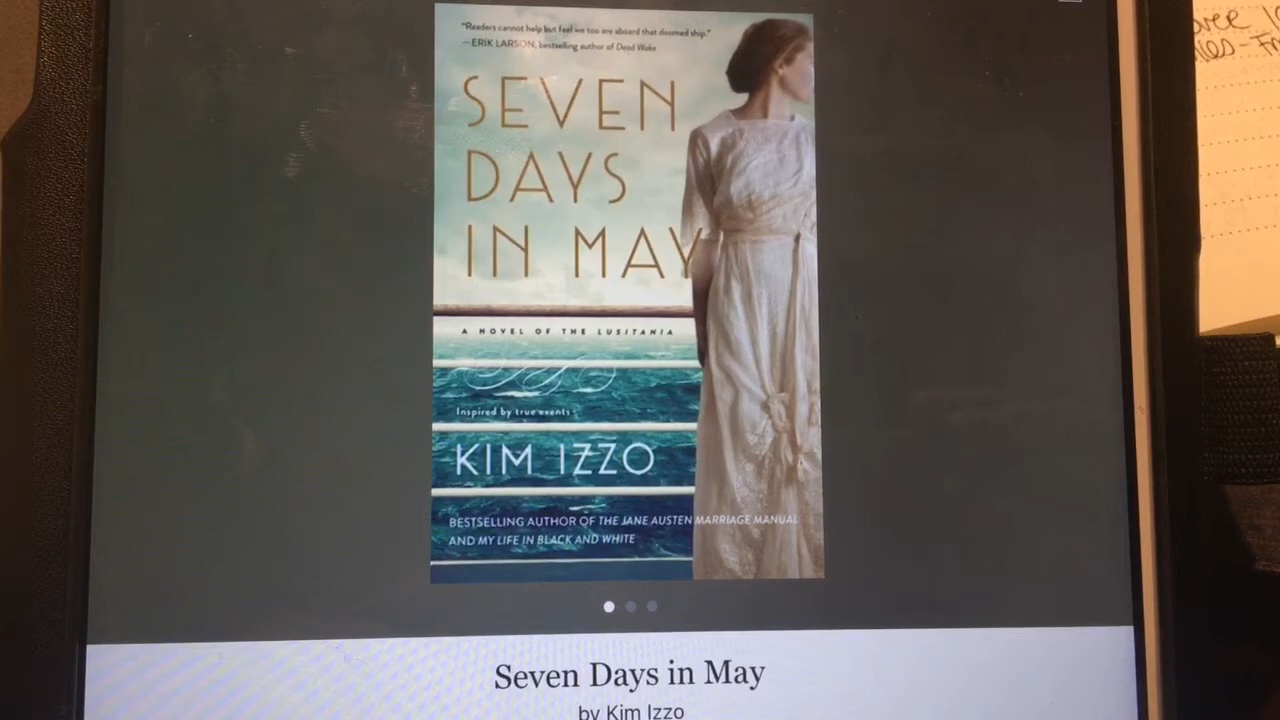 "Readers cannot help but feel we too are aboard that doomed ship."
—ERIK LARSON, bestselling author of Dead Wake
SEVEN
DAYS
IN MAY
A NOVEL OF THE LUSITANIA
Inspired by true events
KIM IZZO
BESTSELLING AUTHOR OF THE JANE AUSTEN MARRIAGE MANUAL
AND MY LIFE IN BLACK AND WHITE
Seven Days in May
by Kim Izzo